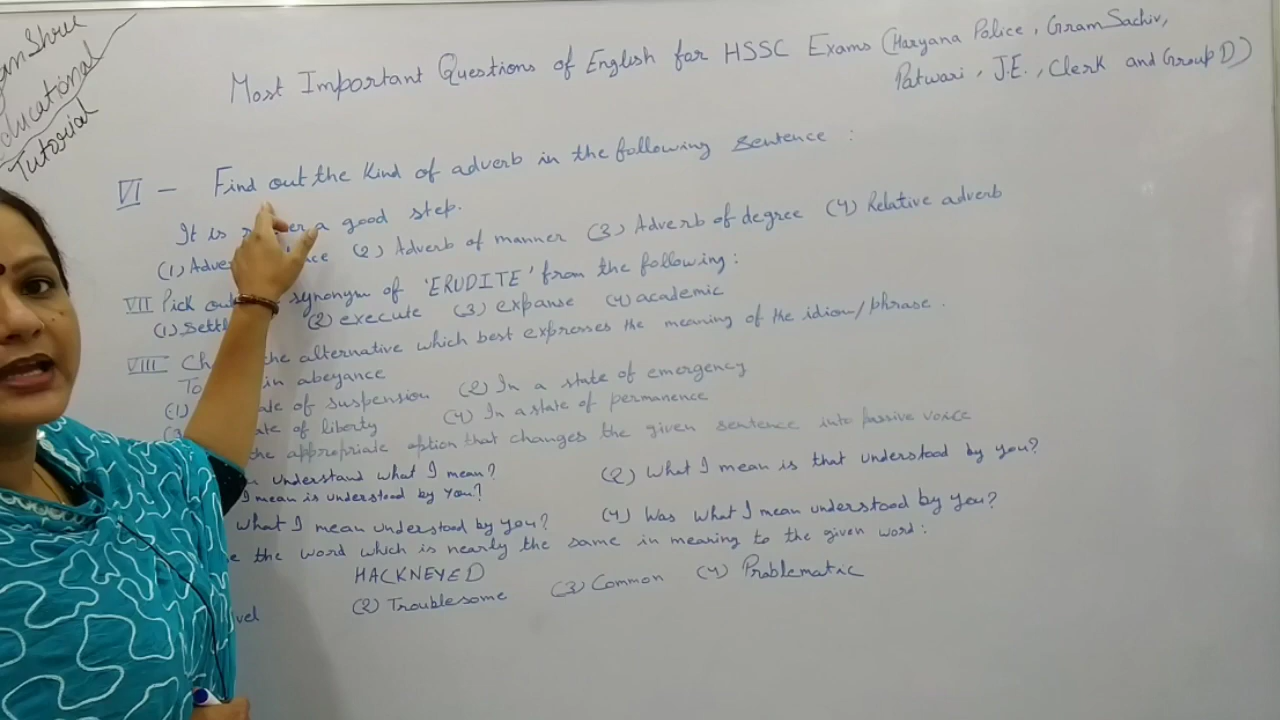 Educational
Tutorial
Most Important Questions of English for HSSC Exams (Haryana Police, Gram Sachiv,
Patwari, J.E., Clerk and Group D)
VI - Find out the kind of adverb in the following sentence :
It is a good step.
(1) (2) Adverb of manner (3) Adverb of degree (4) Relative adverb
VII Pick out synonym of 'ERUDITE' from the following :
(1) Settl (2) execute (3) expanse (4) academic
VIII Ch the alternative which best expresses the meaning of the idiom/phrase.
To in abeyance
(1) ate of suspension (2) In a state of emergency
(3) ate of liberty (4) In a state of permanence
the appropriate option that changes the given sentence into passive voice
understand what I mean?
I mean is understood by you? (2) What I mean is that understood by you?
what I mean understood by you? (4) Was what I mean understood by you?
the word which is nearly the same in meaning to the given word :
HACKNEYED
vel (2) Troublesome (3) Common (4) Problematic